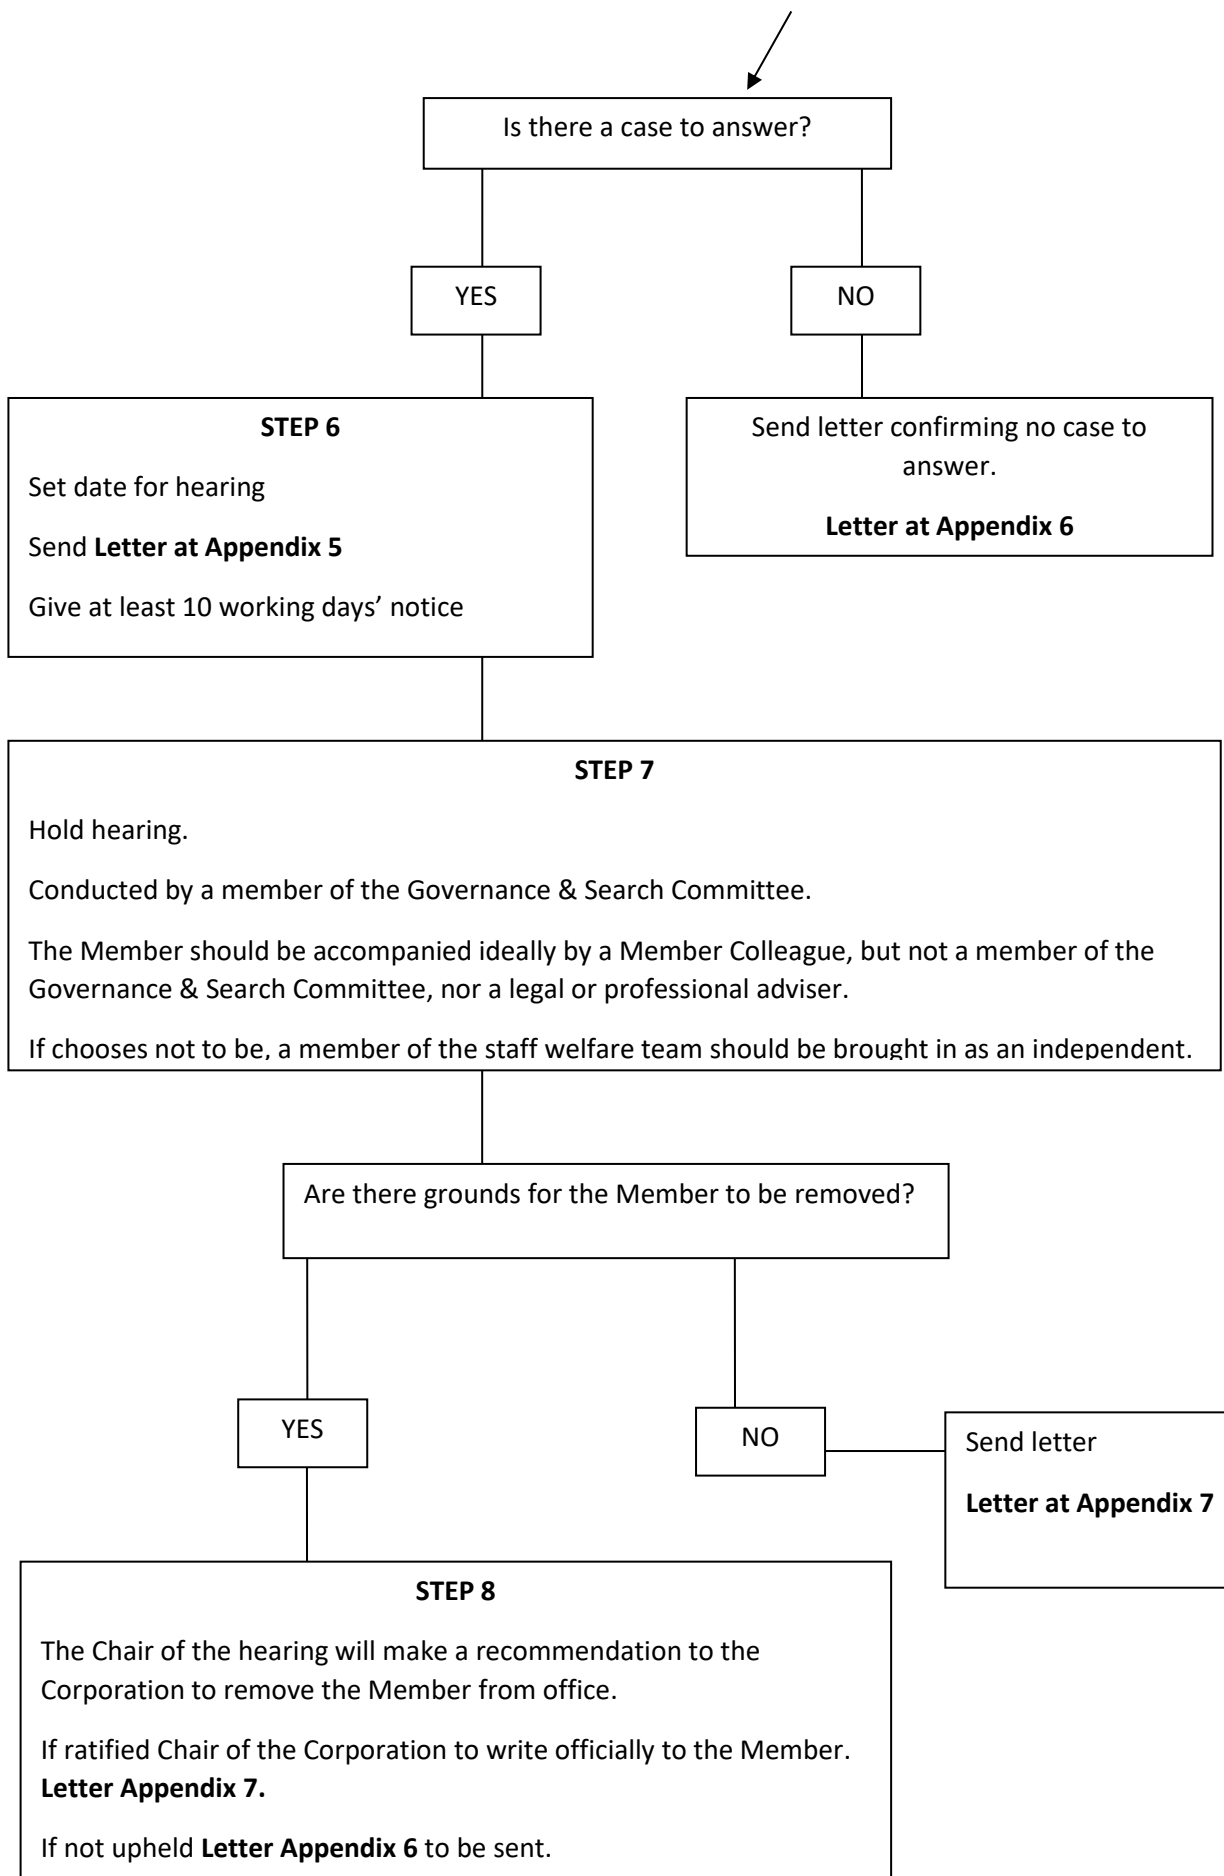 Is there a case to answer?
YES
NO
STEP 6
Set date for hearing
Send Letter at Appendix 5
Give at least 10 working days’ notice
Send letter confirming no case to
answer.
Letter at Appendix 6
STEP 7
Hold hearing.
Conducted by a member of the Governance & Search Committee.
The Member should be accompanied ideally by a Member Colleague, but not a member of the
Governance & Search Committee, nor a legal or professional adviser.
If chooses not to be, a member of the staff welfare team should be brought in as an independent.
Are there grounds for the Member to be removed?
YES
NO
Send letter
Letter at Appendix 7
STEP 8
The Chair of the hearing will make a recommendation to the
Corporation to remove the Member from office.
If ratified Chair of the Corporation to write officially to the Member.
Letter Appendix 7.
If not upheld Letter Appendix 6 to be sent.